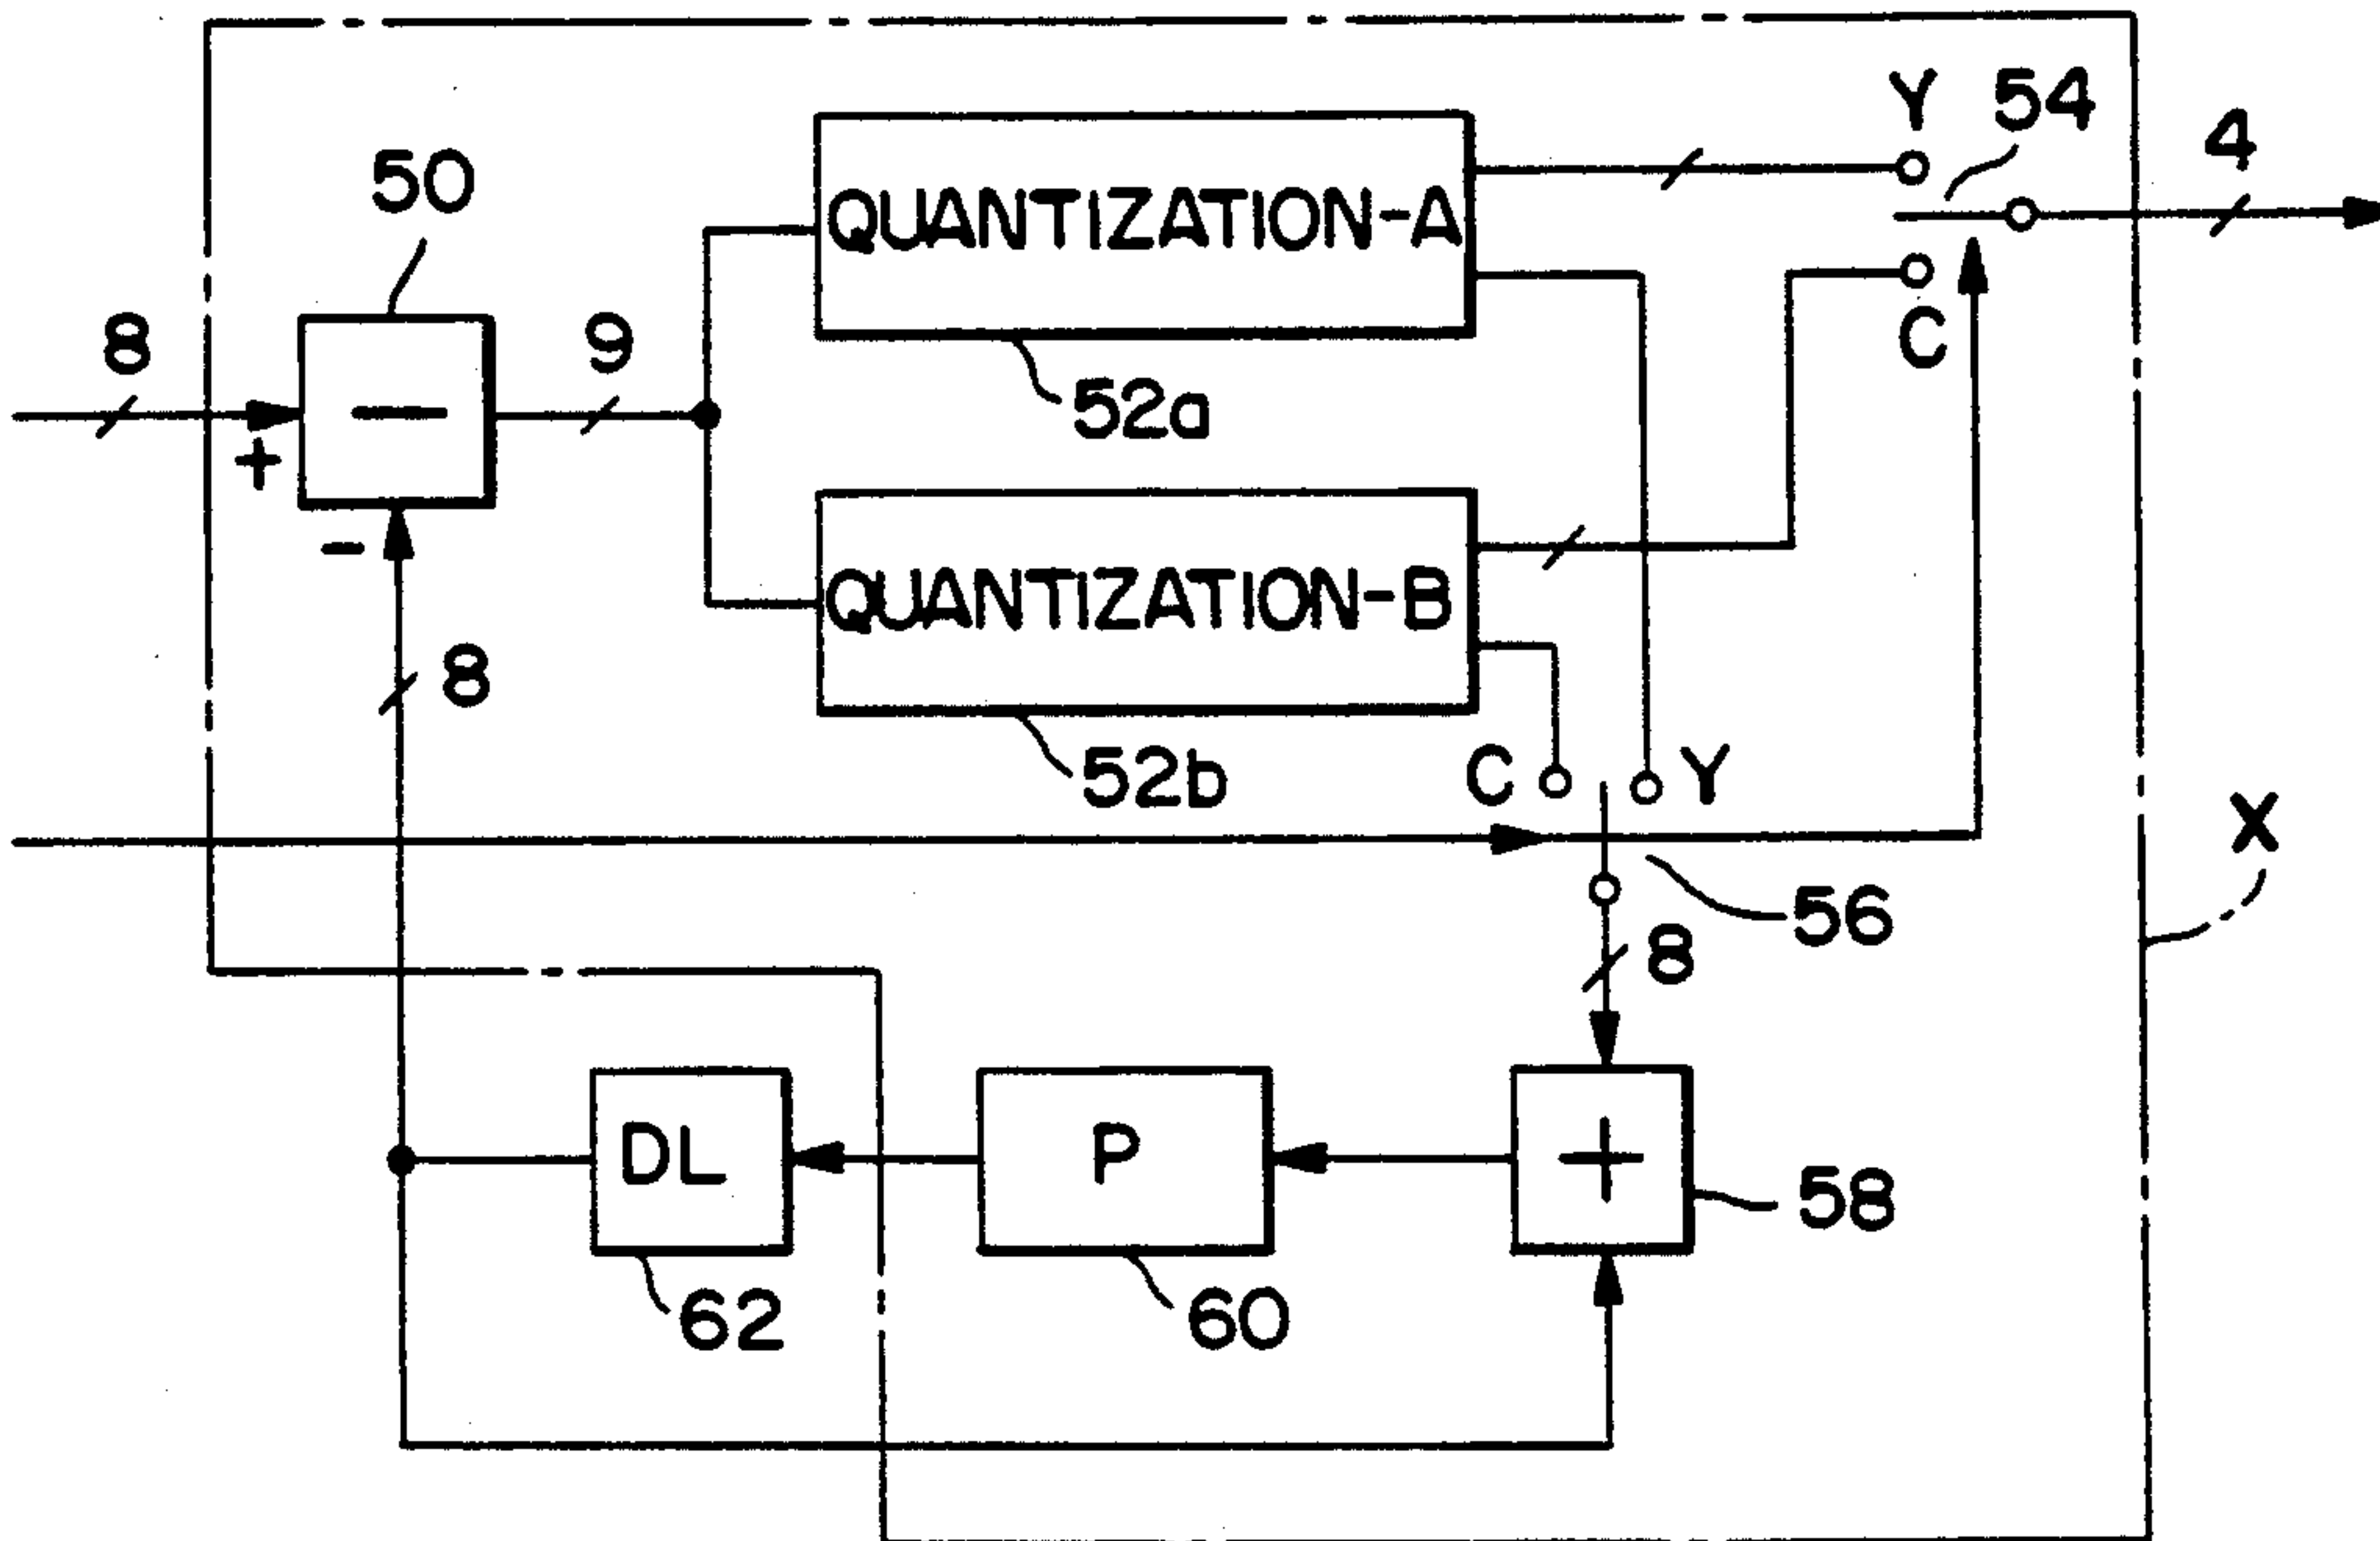 Y
54
4
50
QUANTIZATION-A
8
9
C
+
−
52a
-
QUANTIZATION-B
8
52b
C
Y
X
56
8
DL
P
+
58
62
60